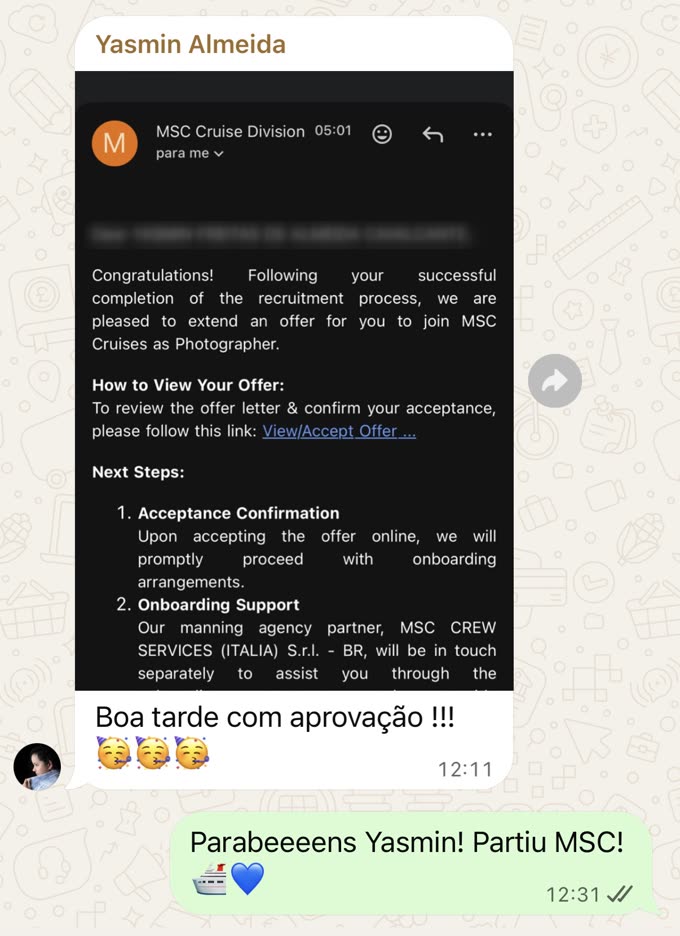 Yasmin Almeida
M
MSC Cruise Division 05:01
para me
Congratulations! Following your successful
completion of the recruitment process, we are
pleased to extend an offer for you to join MSC
Cruises as Photographer.
How to View Your Offer:
To review the offer letter & confirm your acceptance,
please follow this link: View/Accept Offer ...
Next Steps:
1. Acceptance Confirmation
Upon accepting the offer online, we will
promptly proceed with onboarding
arrangements.
2. Onboarding Support
Our manning agency partner, MSC CREW
SERVICES (ITALIA) S.r.l. - BR, will be in touch
separately to assist you through the
Boa tarde com aprovação !!!
🥳🥳🥳
12:11
Parabeeeens Yasmin! Partiu MSC!
🛳️💙
12:31